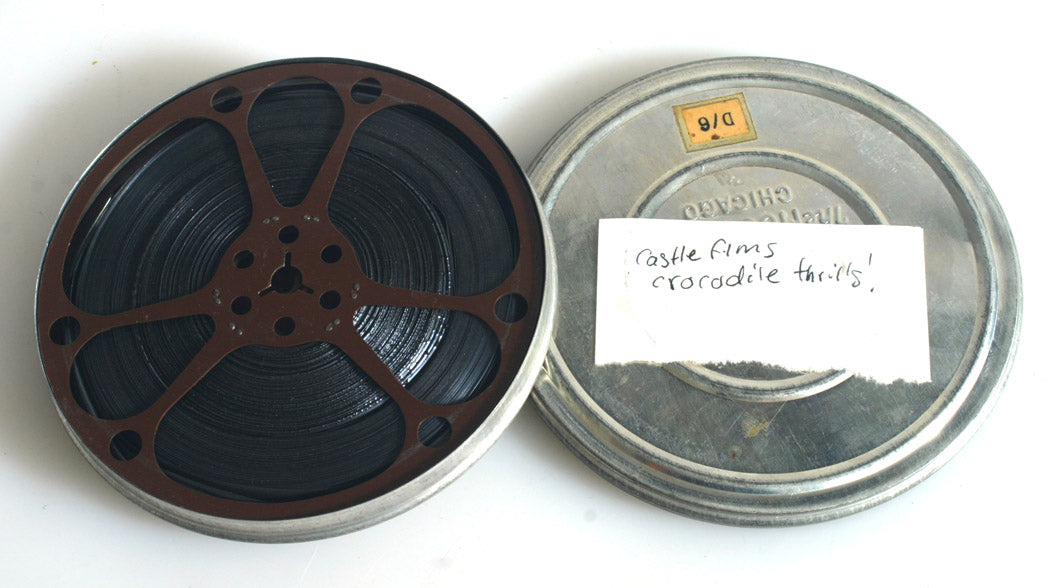 D/6
CHICAGO
castle films
crocodile thrills!